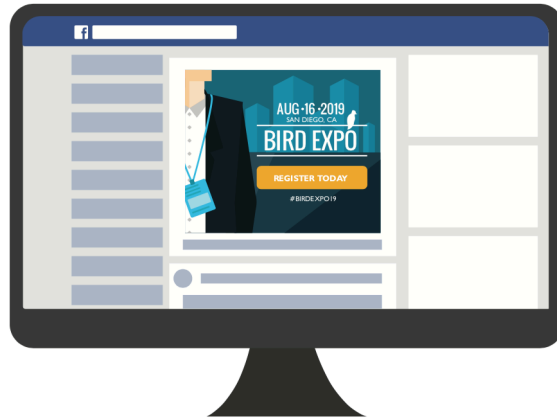 f
AUG•16•2019
SAN DIEGO, CA
BIRD EXPO
REGISTER TODAY
#BIRDEXPO19